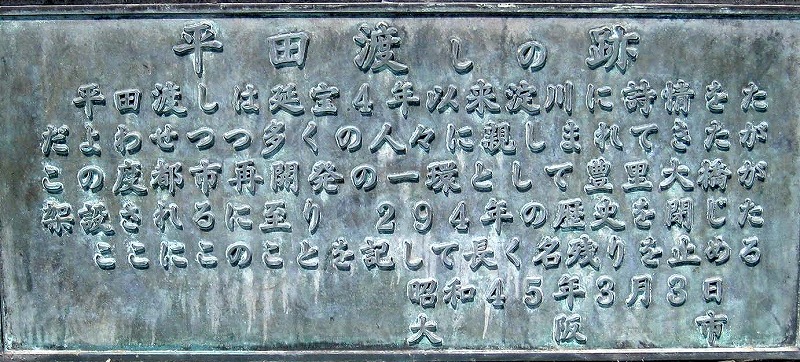 平田渡しの跡
平田渡しは延宝4年以来淀川に詩情をた
だよわせつつ多くの人々に親しまれてきたが
この度都市再開発の一環として豊里大橋が
架設されるに至り 294年の歴史を閉じた
ここにこのことを記して長く名残りを止める
昭和45年3月3日
大阪市